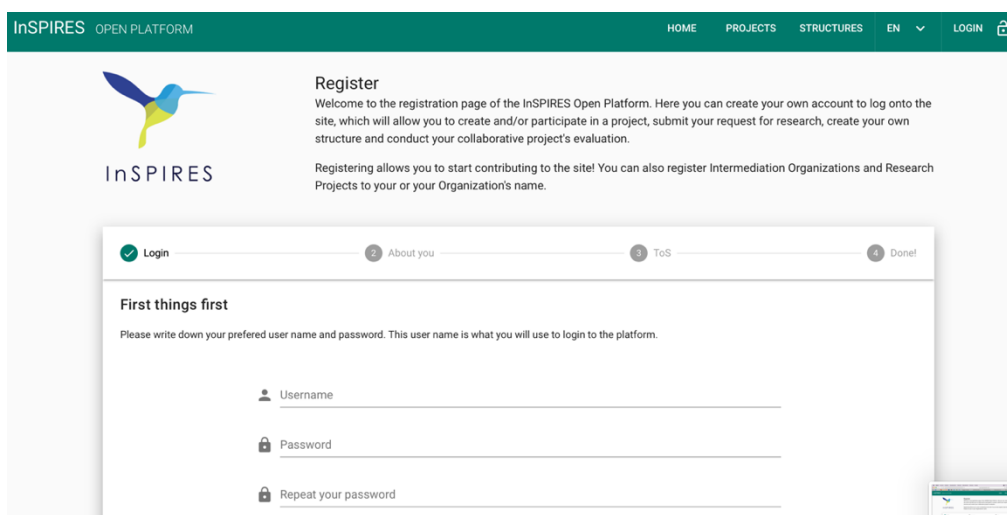 InSPIRES OPEN PLATFORM
HOME PROJECTS STRUCTURES EN LOGIN
InSPIRES
Register
Welcome to the registration page of the InSPIRES Open Platform. Here you can create your own account to log onto the
site, which will allow you to create and/or participate in a project, submit your request for research, create your own
structure and conduct your collaborative project's evaluation.
Registering allows you to start contributing to the site! You can also register Intermediation Organizations and Research
Projects to your or your Organization's name.
Login
2 About you
3 ToS
4 Done!
First things first
Please write down your prefered user name and password. This user name is what you will use to login to the platform.
Username
Password
Repeat your password